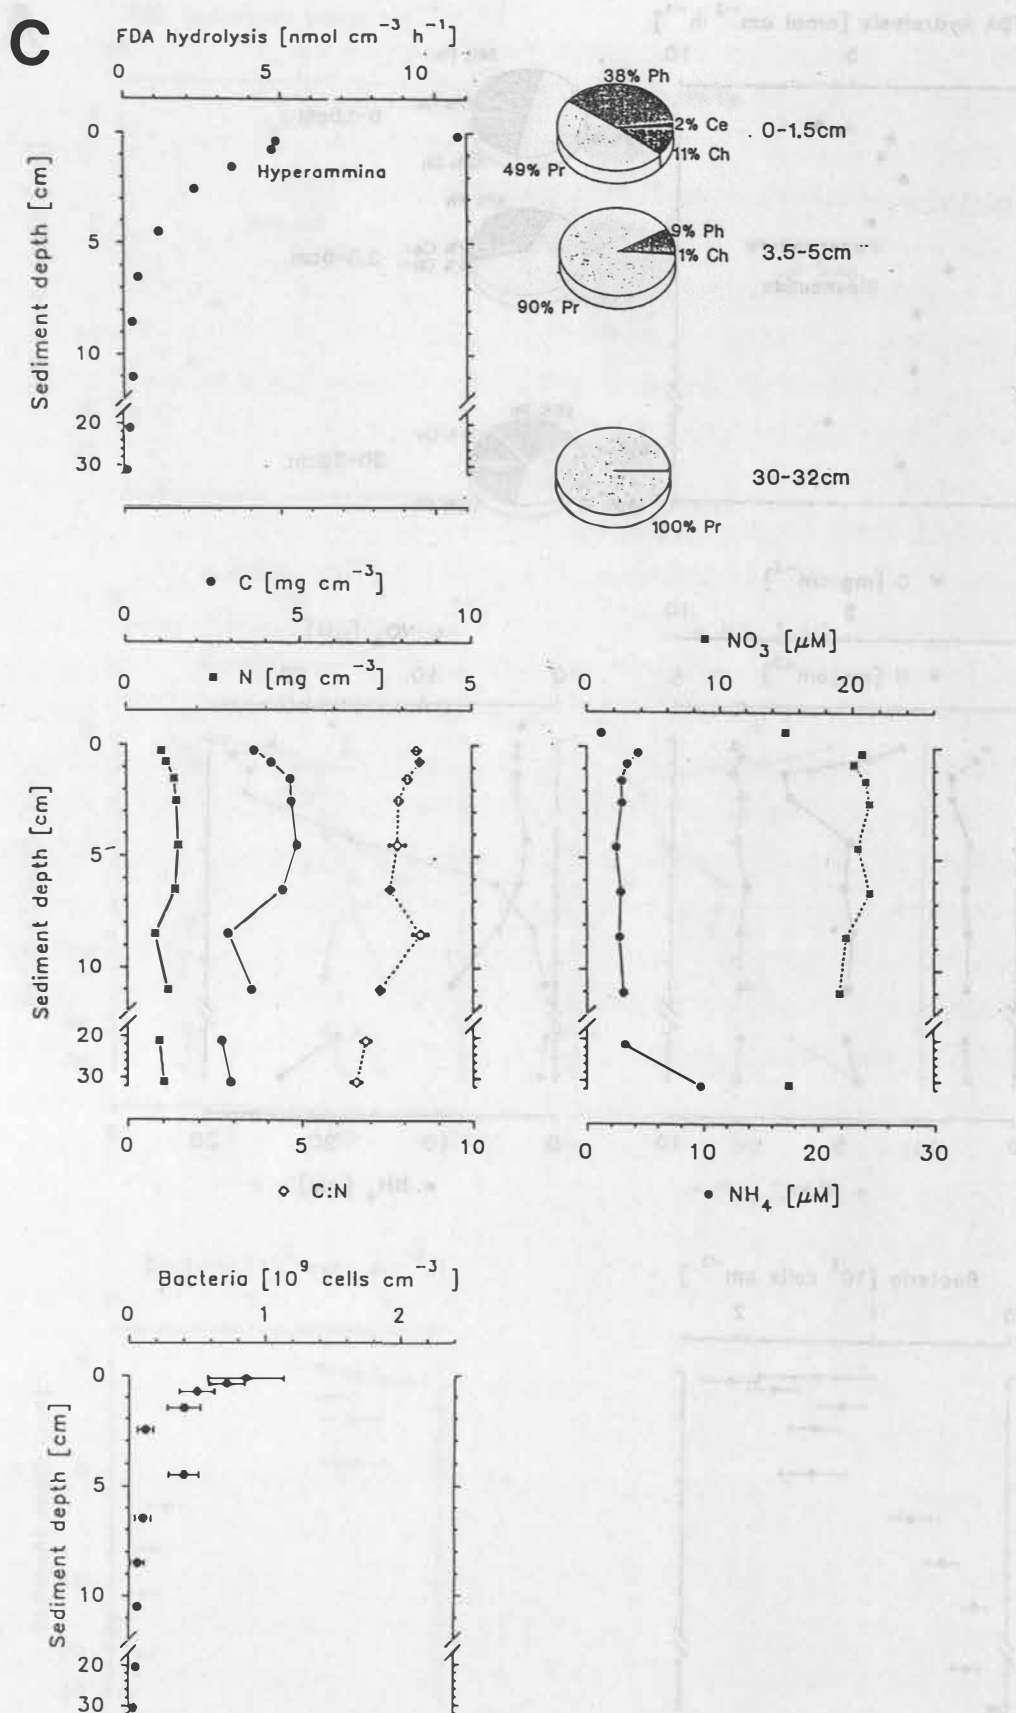 C
FDA hydrolysis [nmol cm⁻³ h⁻¹]
0 5 10
Sediment depth [cm]
0
5
10
20
30
Hyperammina
38% Ph
2% Ce
11% Ch
49% Pr
0-1.5cm
9% Ph
1% Ch
90% Pr
3.5-5cm
100% Pr
30-32cm
C [mg cm⁻³]
0 5 10
N [mg cm⁻³]
0 5
Sediment depth [cm]
0
5
10
20
30
0 5 10
C:N
NO₃ [μM]
0 10 20
0 10 20 30
NH₄ [μM]
Bacteria [10⁹ cells cm⁻³]
0 1 2
Sediment depth [cm]
0
5
10
20
30